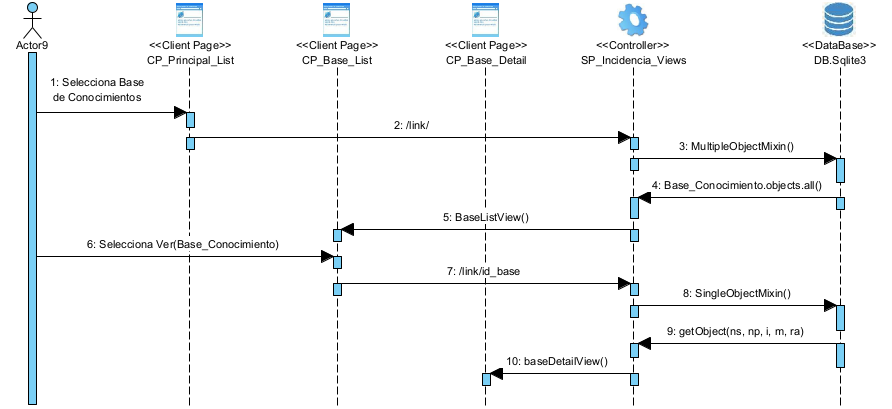 Actor9
<<Client Page>>
CP_Principal_List
<<Client Page>>
CP_Base_List
<<Client Page>>
CP_Base_Detail
<<Controller>>
SP_Incidencia_Views
<<DataBase>>
DB.Sqlite3
1: Selecciona Base
de Conocimientos
2: /link/
3: MultipleObjectMixin()
4: Base_Conocimiento.objects.all()
5: BaseListView()
6: Selecciona Ver(Base_Conocimiento)
7: /link/id_base
8: SingleObjectMixin()
9: getObject(ns, np, i, m, ra)
10: baseDetailView()